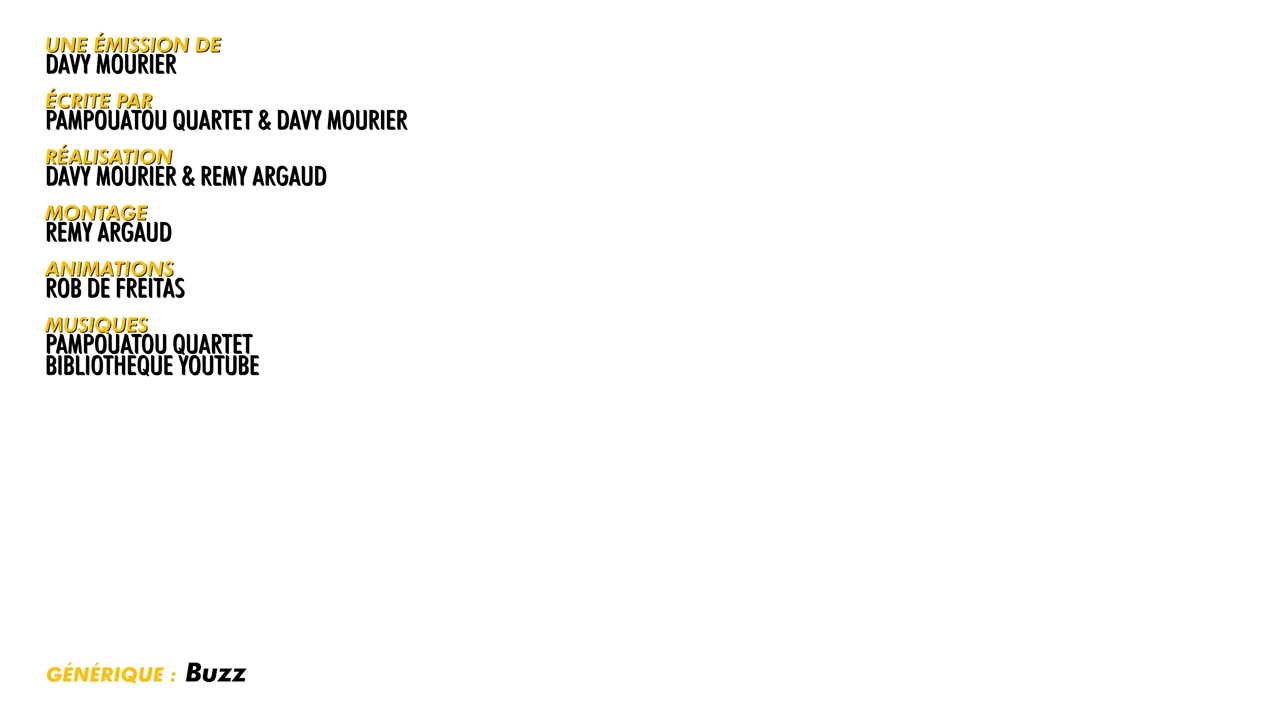 UNE ÉMISSION DE
DAVY MOURIER
ÉCRITE PAR
PAMPOUATOU QUARTET & DAVY MOURIER
RÉALISATION
DAVY MOURIER & REMY ARGAUD
MONTAGE
REMY ARGAUD
ANIMATIONS
ROB DE FREITAS
MUSIQUES
PAMPOUATOU QUARTET
BIBLIOTHÈQUE YOUTUBE
GÉNÉRIQUE : Buzz